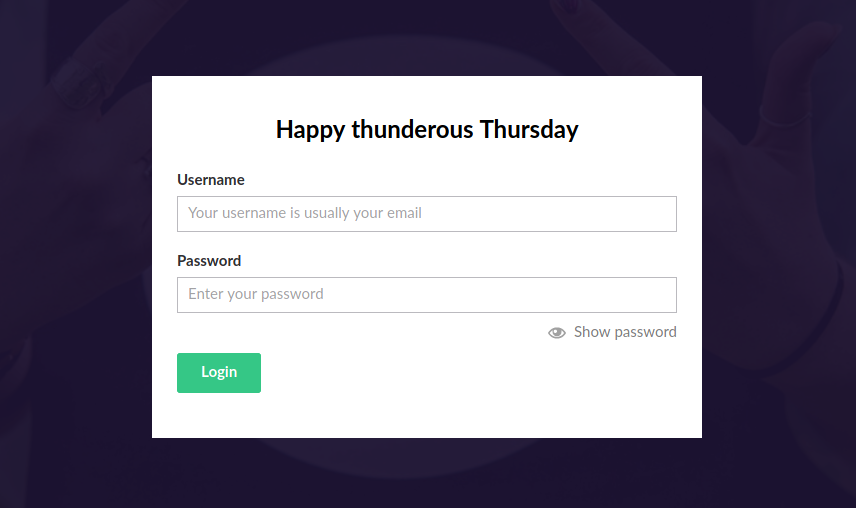 Happy thunderous Thursday
Username
Your username is usually your email
Password
Enter your password
Show password
Login